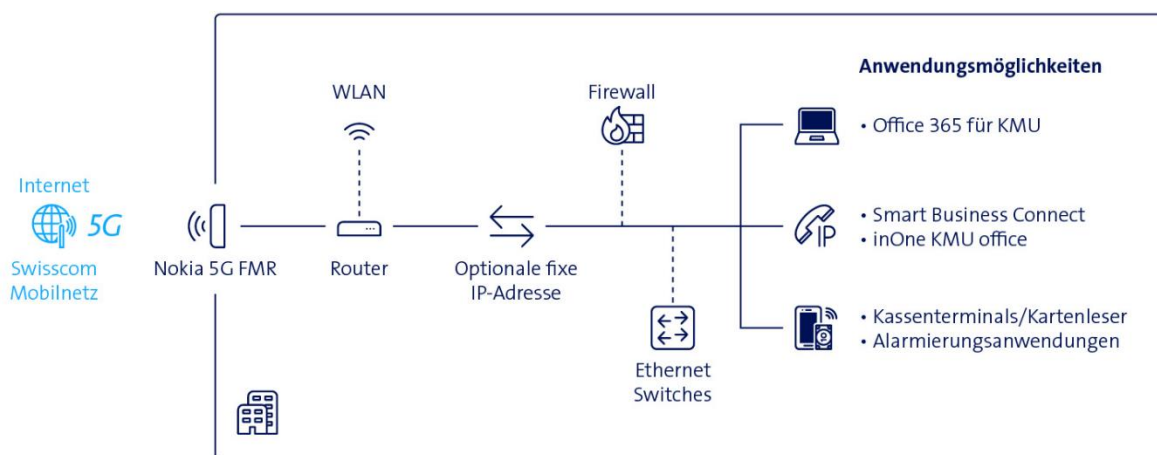 Anwendungsmöglichkeiten
WLAN
Firewall
• Office 365 für KMU
Internet
5G
Swisscom
Mobilnetz
Nokia 5G FMR
Router
Optionale fixe
IP-Adresse
IP
• Smart Business Connect
• inOne KMU office
• Kassenterminals/Kartenleser
• Alarmierungsanwendungen
Ethernet
Switches